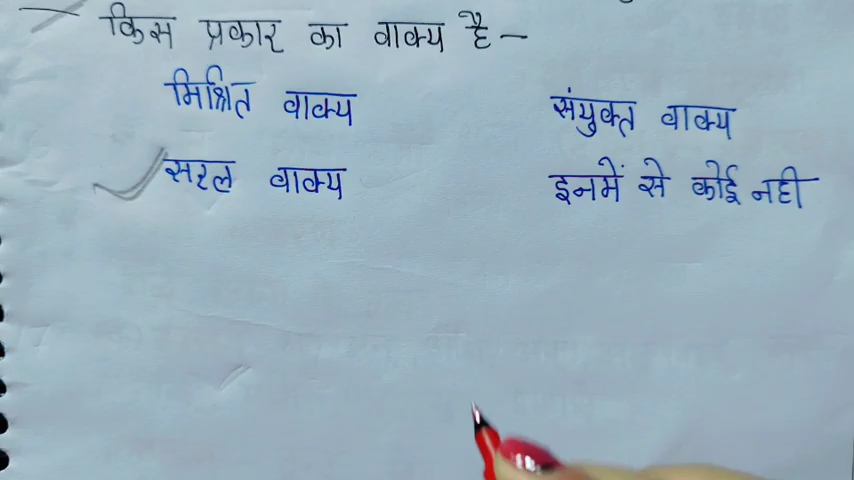 किस प्रकार का वाक्य है –
मिश्रित वाक्य संयुक्त वाक्य
सरल वाक्य इनमें से कोई नही